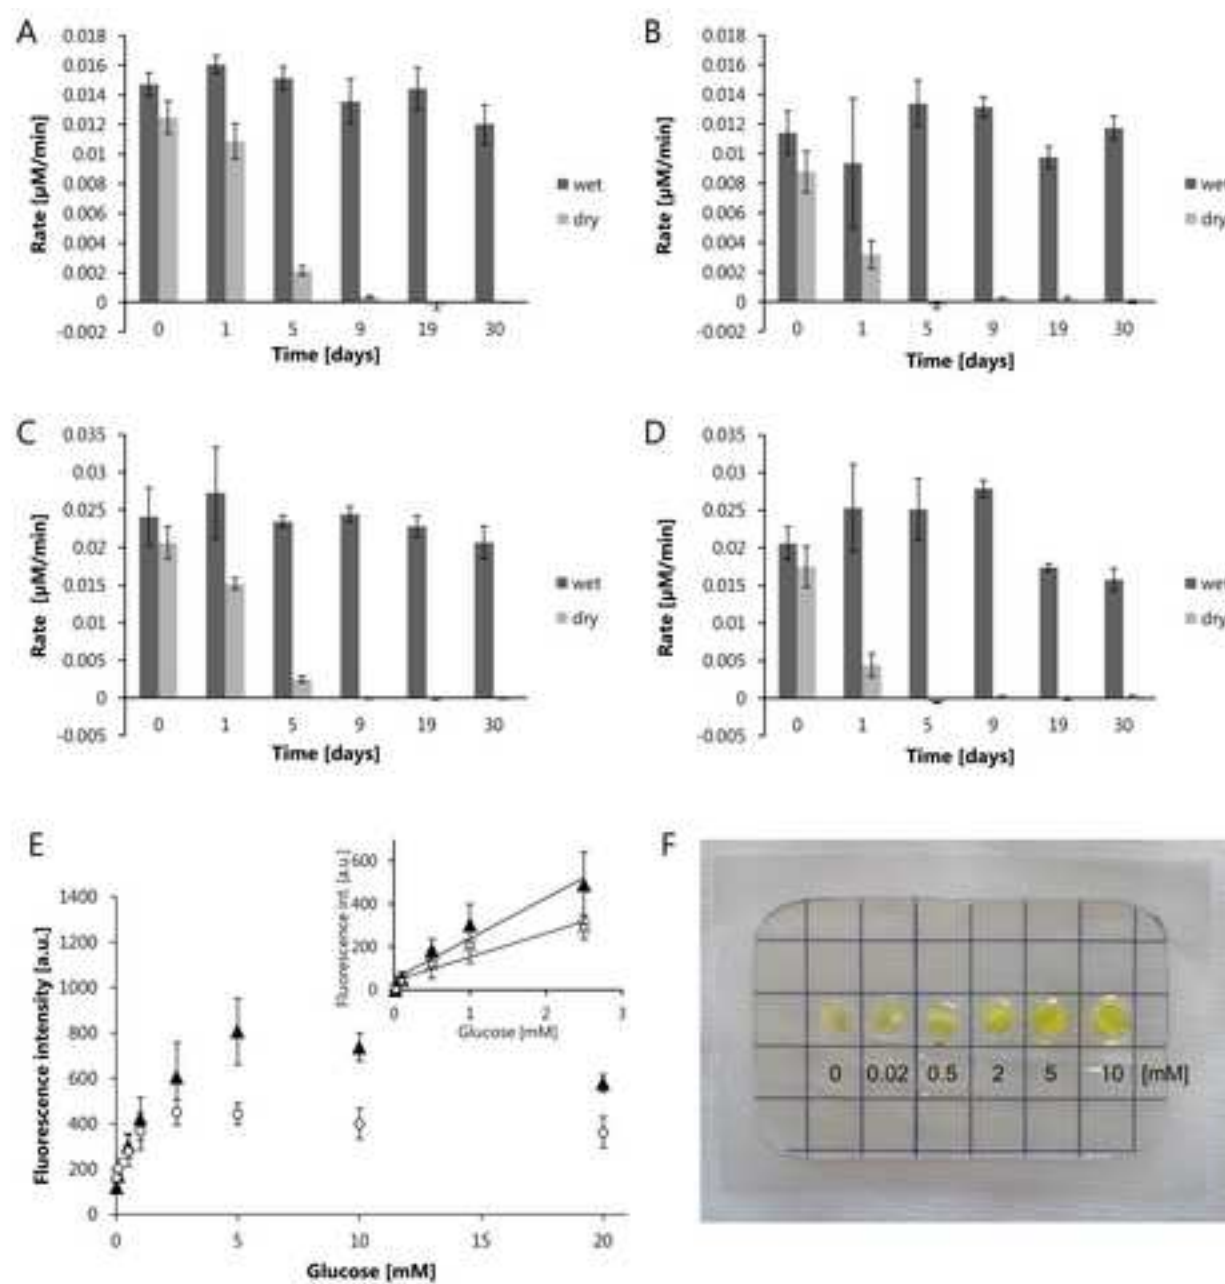 A
0.018
0.016
0.014
0.012
0.01
0.008
0.006
0.004
0.002
0
-0.002
Rate [µM/min]
0 1 5 9 19 30
Time [days]
wet
dry
B
0.018
0.016
0.014
0.012
0.01
0.008
0.006
0.004
0.002
0
-0.002
Rate [µM/min]
0 1 5 9 19 30
Time [days]
wet
dry
C
0.035
0.03
0.025
0.02
0.015
0.01
0.005
0
-0.005
Rate [µM/min]
0 1 5 9 19 30
Time [days]
wet
dry
D
0.035
0.03
0.025
0.02
0.015
0.01
0.005
0
-0.005
Rate [µM/min]
0 1 5 9 19 30
Time [days]
wet
dry
E
1400
1200
1000
800
600
400
200
0
Fluorescence intensity [a.u.]
0 5 10 15 20
Glucose [mM]
600
400
200
0
Fluorescence int. [a.u.]
0 1 2 3
Glucose [mM]
F
0 0.02 0.5 2 5 10 [mM]